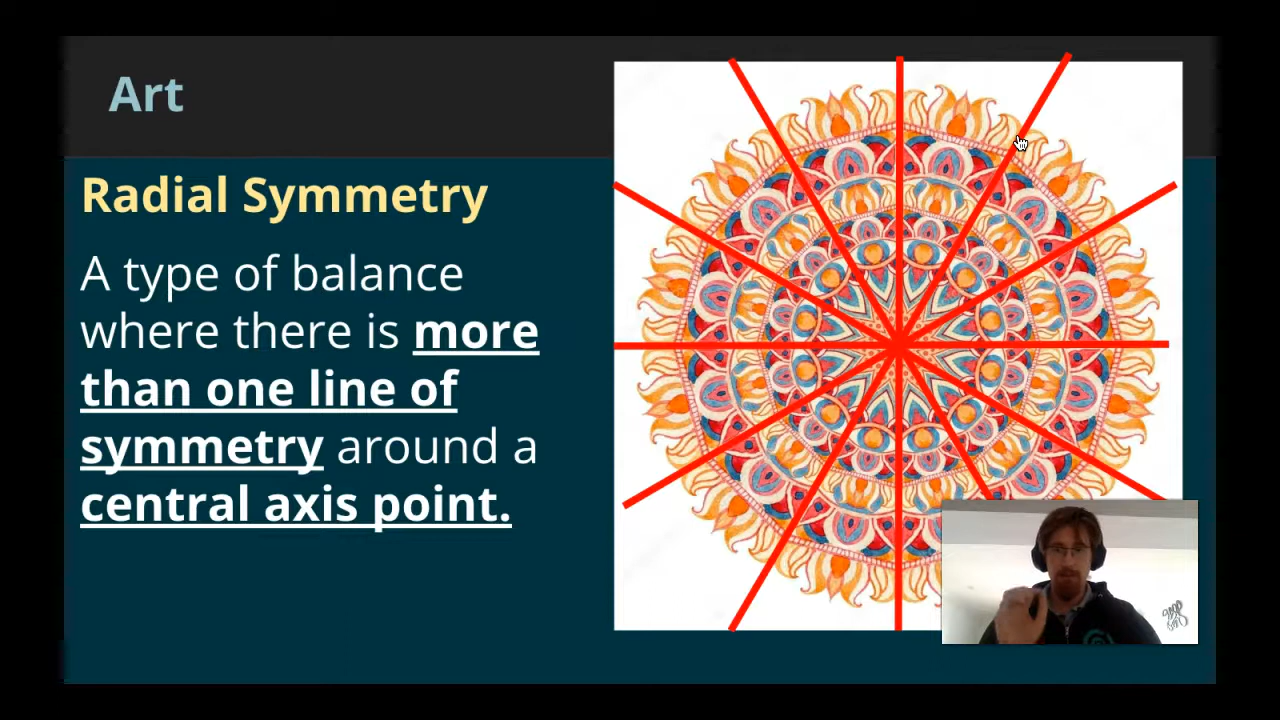 Art
Radial Symmetry
A type of balance
where there is more
than one line of
symmetry around a
central axis point.